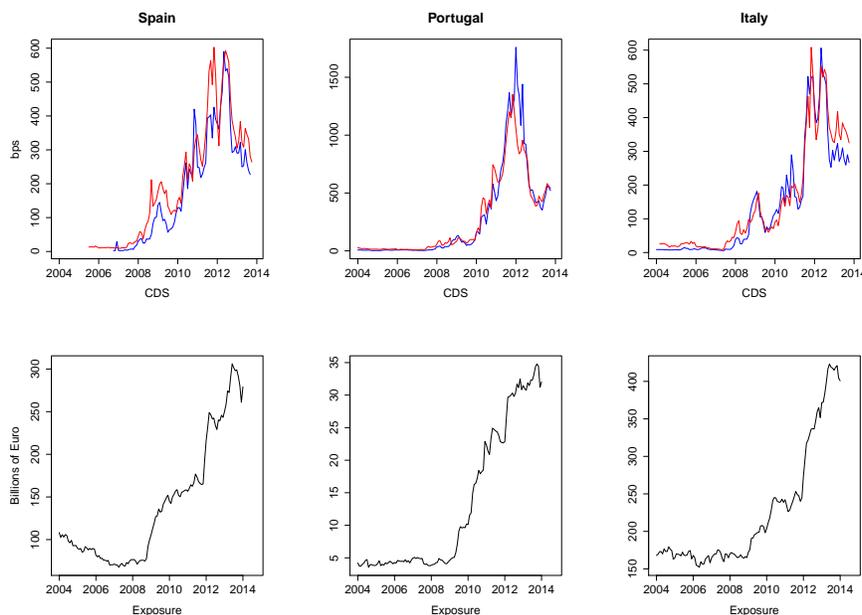 Spain Portugal Italy
bps
0 100 200 300 400 500 600
0 500 1000 1500
0 100 200 300 400 500 600
2004 2006 2008 2010 2012 2014
2004 2006 2008 2010 2012 2014
2004 2006 2008 2010 2012 2014
CDS CDS CDS
Billions of Euro
100 150 200 250 300
5 10 15 20 25 30 35
150 200 250 300 350 400
2004 2006 2008 2010 2012 2014
2004 2006 2008 2010 2012 2014
2004 2006 2008 2010 2012 2014
Exposure Exposure Exposure